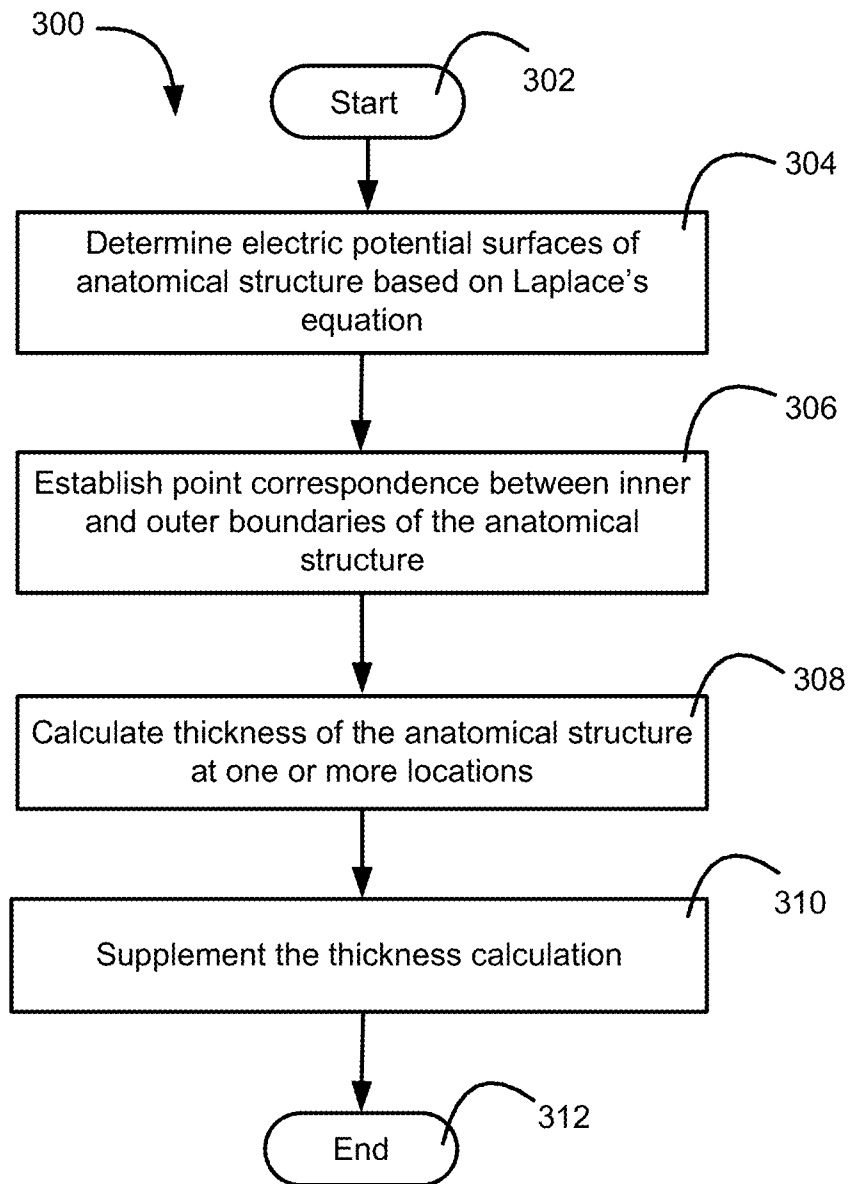 300
Start
302
304
Determine electric potential surfaces of
anatomical structure based on Laplace's
equation
306
Establish point correspondence between inner
and outer boundaries of the anatomical
structure
308
Calculate thickness of the anatomical structure
at one or more locations
310
Supplement the thickness calculation
312
End